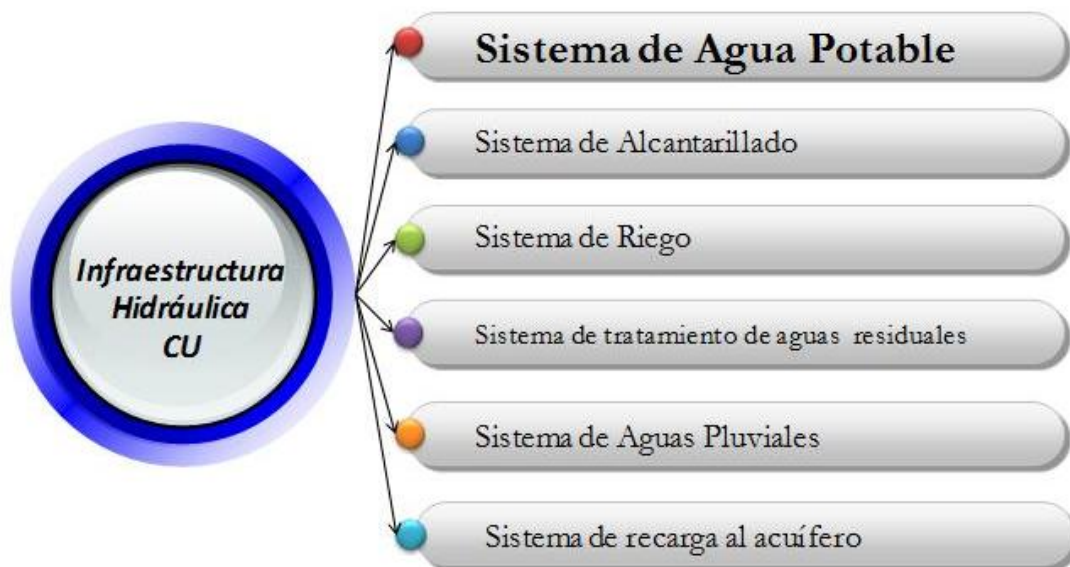 Sistema de Agua Potable
Sistema de Alcantarillado
Sistema de Riego
Infraestructura
Hidráulica
CU
Sistema de tratamiento de aguas residuales
Sistema de Aguas Pluviales
Sistema de recarga al acuífero